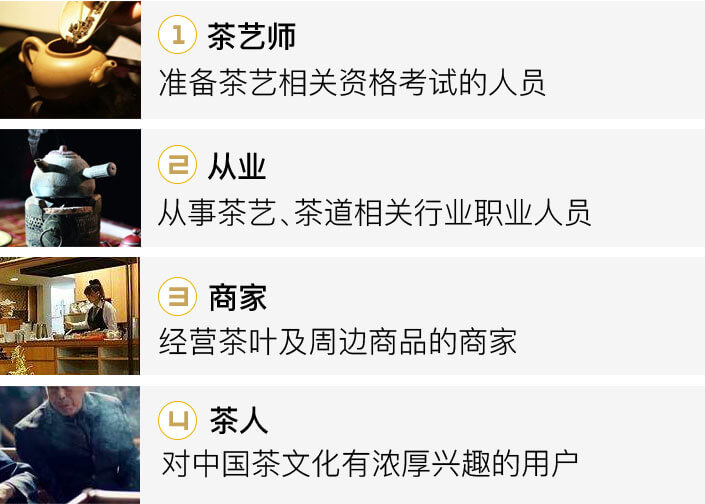 1 茶艺师
准备茶艺相关资格考试的人员
2 从业
从事茶艺、茶道相关行业职业人员
3 商家
经营茶叶及周边商品的商家
4 茶人
对中国茶文化有浓厚兴趣的用户